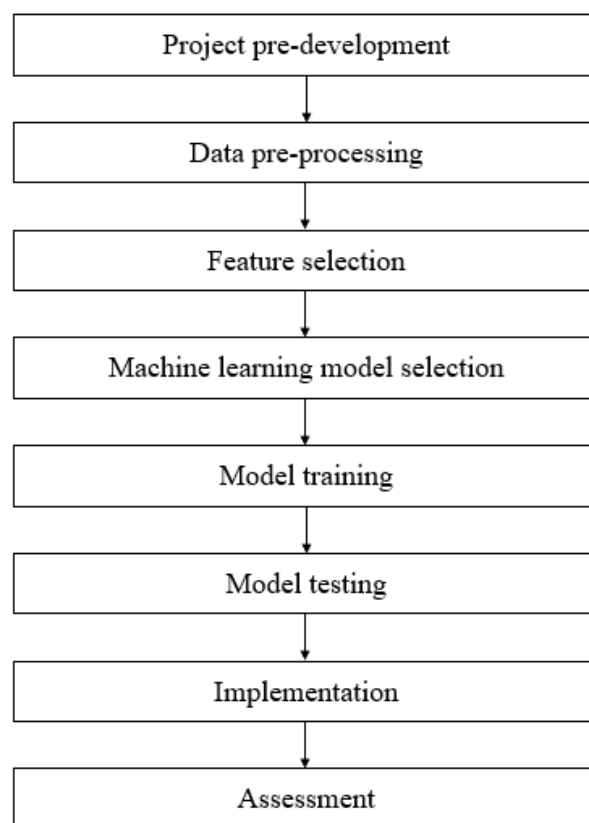 Project pre-development
Data pre-processing
Feature selection
Machine learning model selection
Model training
Model testing
Implementation
Assessment